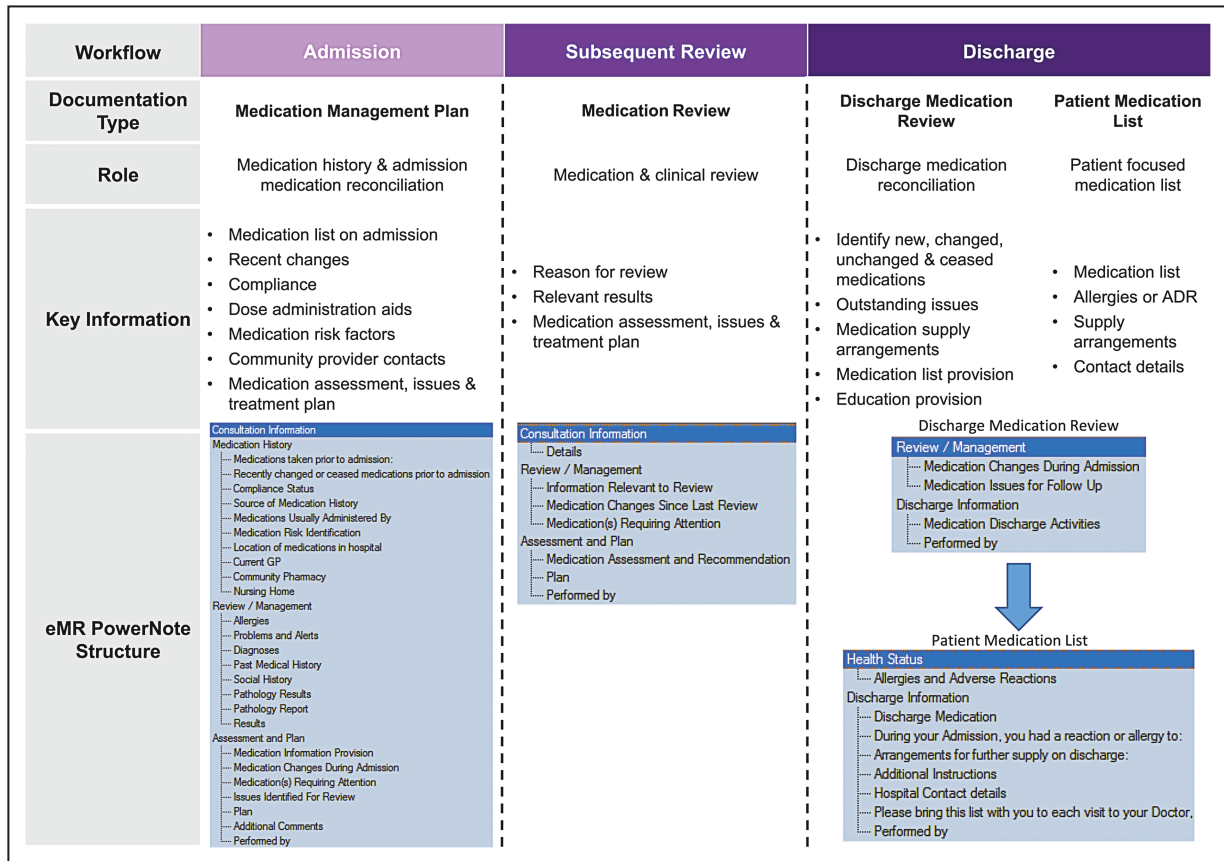 Workflow
Admission
Subsequent Review
Discharge
Documentation
Type
Medication Management Plan
Medication Review
Discharge Medication
Review
Patient Medication
List
Role
Medication history & admission
medication reconciliation
Medication & clinical review
Discharge medication
reconciliation
Patient focused
medication list
Key Information
• Medication list on admission
• Recent changes
• Compliance
• Dose administration aids
• Medication risk factors
• Community provider contacts
• Medication assessment, issues &
treatment plan
• Reason for review
• Relevant results
• Medication assessment, issues &
treatment plan
• Identify new, changed,
unchanged & ceased
medications
• Outstanding issues
• Medication supply
arrangements
• Medication list provision
• Education provision
• Medication list
• Allergies or ADR
• Supply
arrangements
• Contact details
eMR PowerNote
Structure
Consultation Information
Medication History
Medications taken prior to admission:
Recently changed or ceased medications prior to admission
Compliance Status
Source of Medication History
Medications Usually Administered By
Medication Risk Identification
Location of medications in hospital
Current GP
Community Pharmacy
Nursing Home
Review / Management
Allergies
Problems and Alerts
Diagnoses
Past Medical History
Social History
Pathology Results
Pathology Report
Results
Assessment and Plan
Medication Information Provision
Medication Changes During Admission
Medication(s) Requiring Attention
Issues Identified For Review
Plan
Additional Comments
Performed by
Consultation Information
Details
Review / Management
Information Relevant to Review
Medication Changes Since Last Review
Medication(s) Requiring Attention
Assessment and Plan
Medication Assessment and Recommendation
Plan
Performed by
Discharge Medication Review
Review / Management
Medication Changes During Admission
Medication Issues for Follow Up
Discharge Information
Medication Discharge Activities
Performed by
Patient Medication List
Health Status
Allergies and Adverse Reactions
Discharge Information
Discharge Medication
During your Admission, you had a reaction or allergy to:
Arrangements for further supply on discharge:
Additional Instructions
Hospital Contact details
Please bring this list with you to each visit to your Doctor,
Performed by